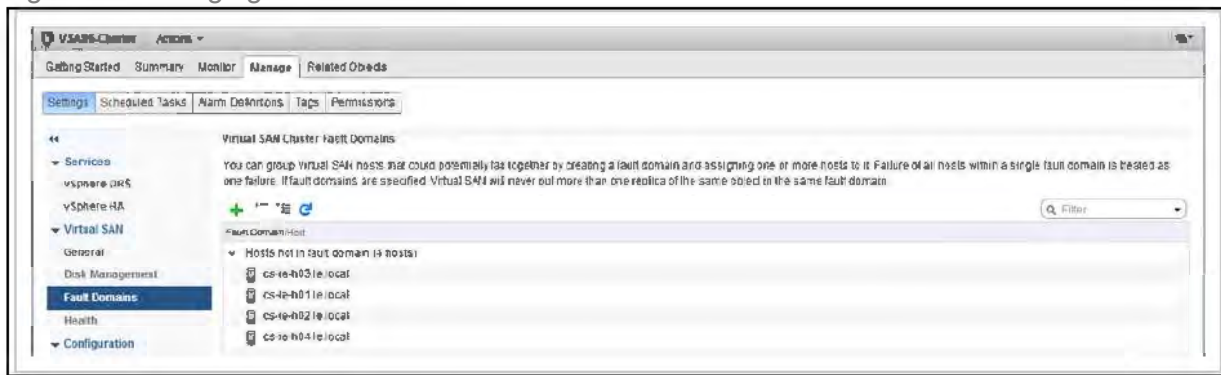 Actions
Getting Started Summary Monitor Manage Related Objects
Settings Scheduled Tasks Alarm Definitions Tags Permissions
Virtual SAN Cluster Fault Domains
Services
You can group Virtual SAN hosts that could potentially fail together by creating a fault domain and assigning one or more hosts to it. Failure of all hosts within a single fault domain is treated as
one failure. If fault domains are specified, Virtual SAN will never put more than one replica of the same object in the same fault domain.
vSphere DRS
vSphere HA
Filter
Virtual SAN
Fault Domain/Host
General
Hosts not in fault domain (4 hosts)
Disk Management
cs-ie-h03.ie.local
Fault Domains
cs-ie-h01.ie.local
Health
cs-ie-h02.ie.local
Configuration
cs-ie-h04.ie.local